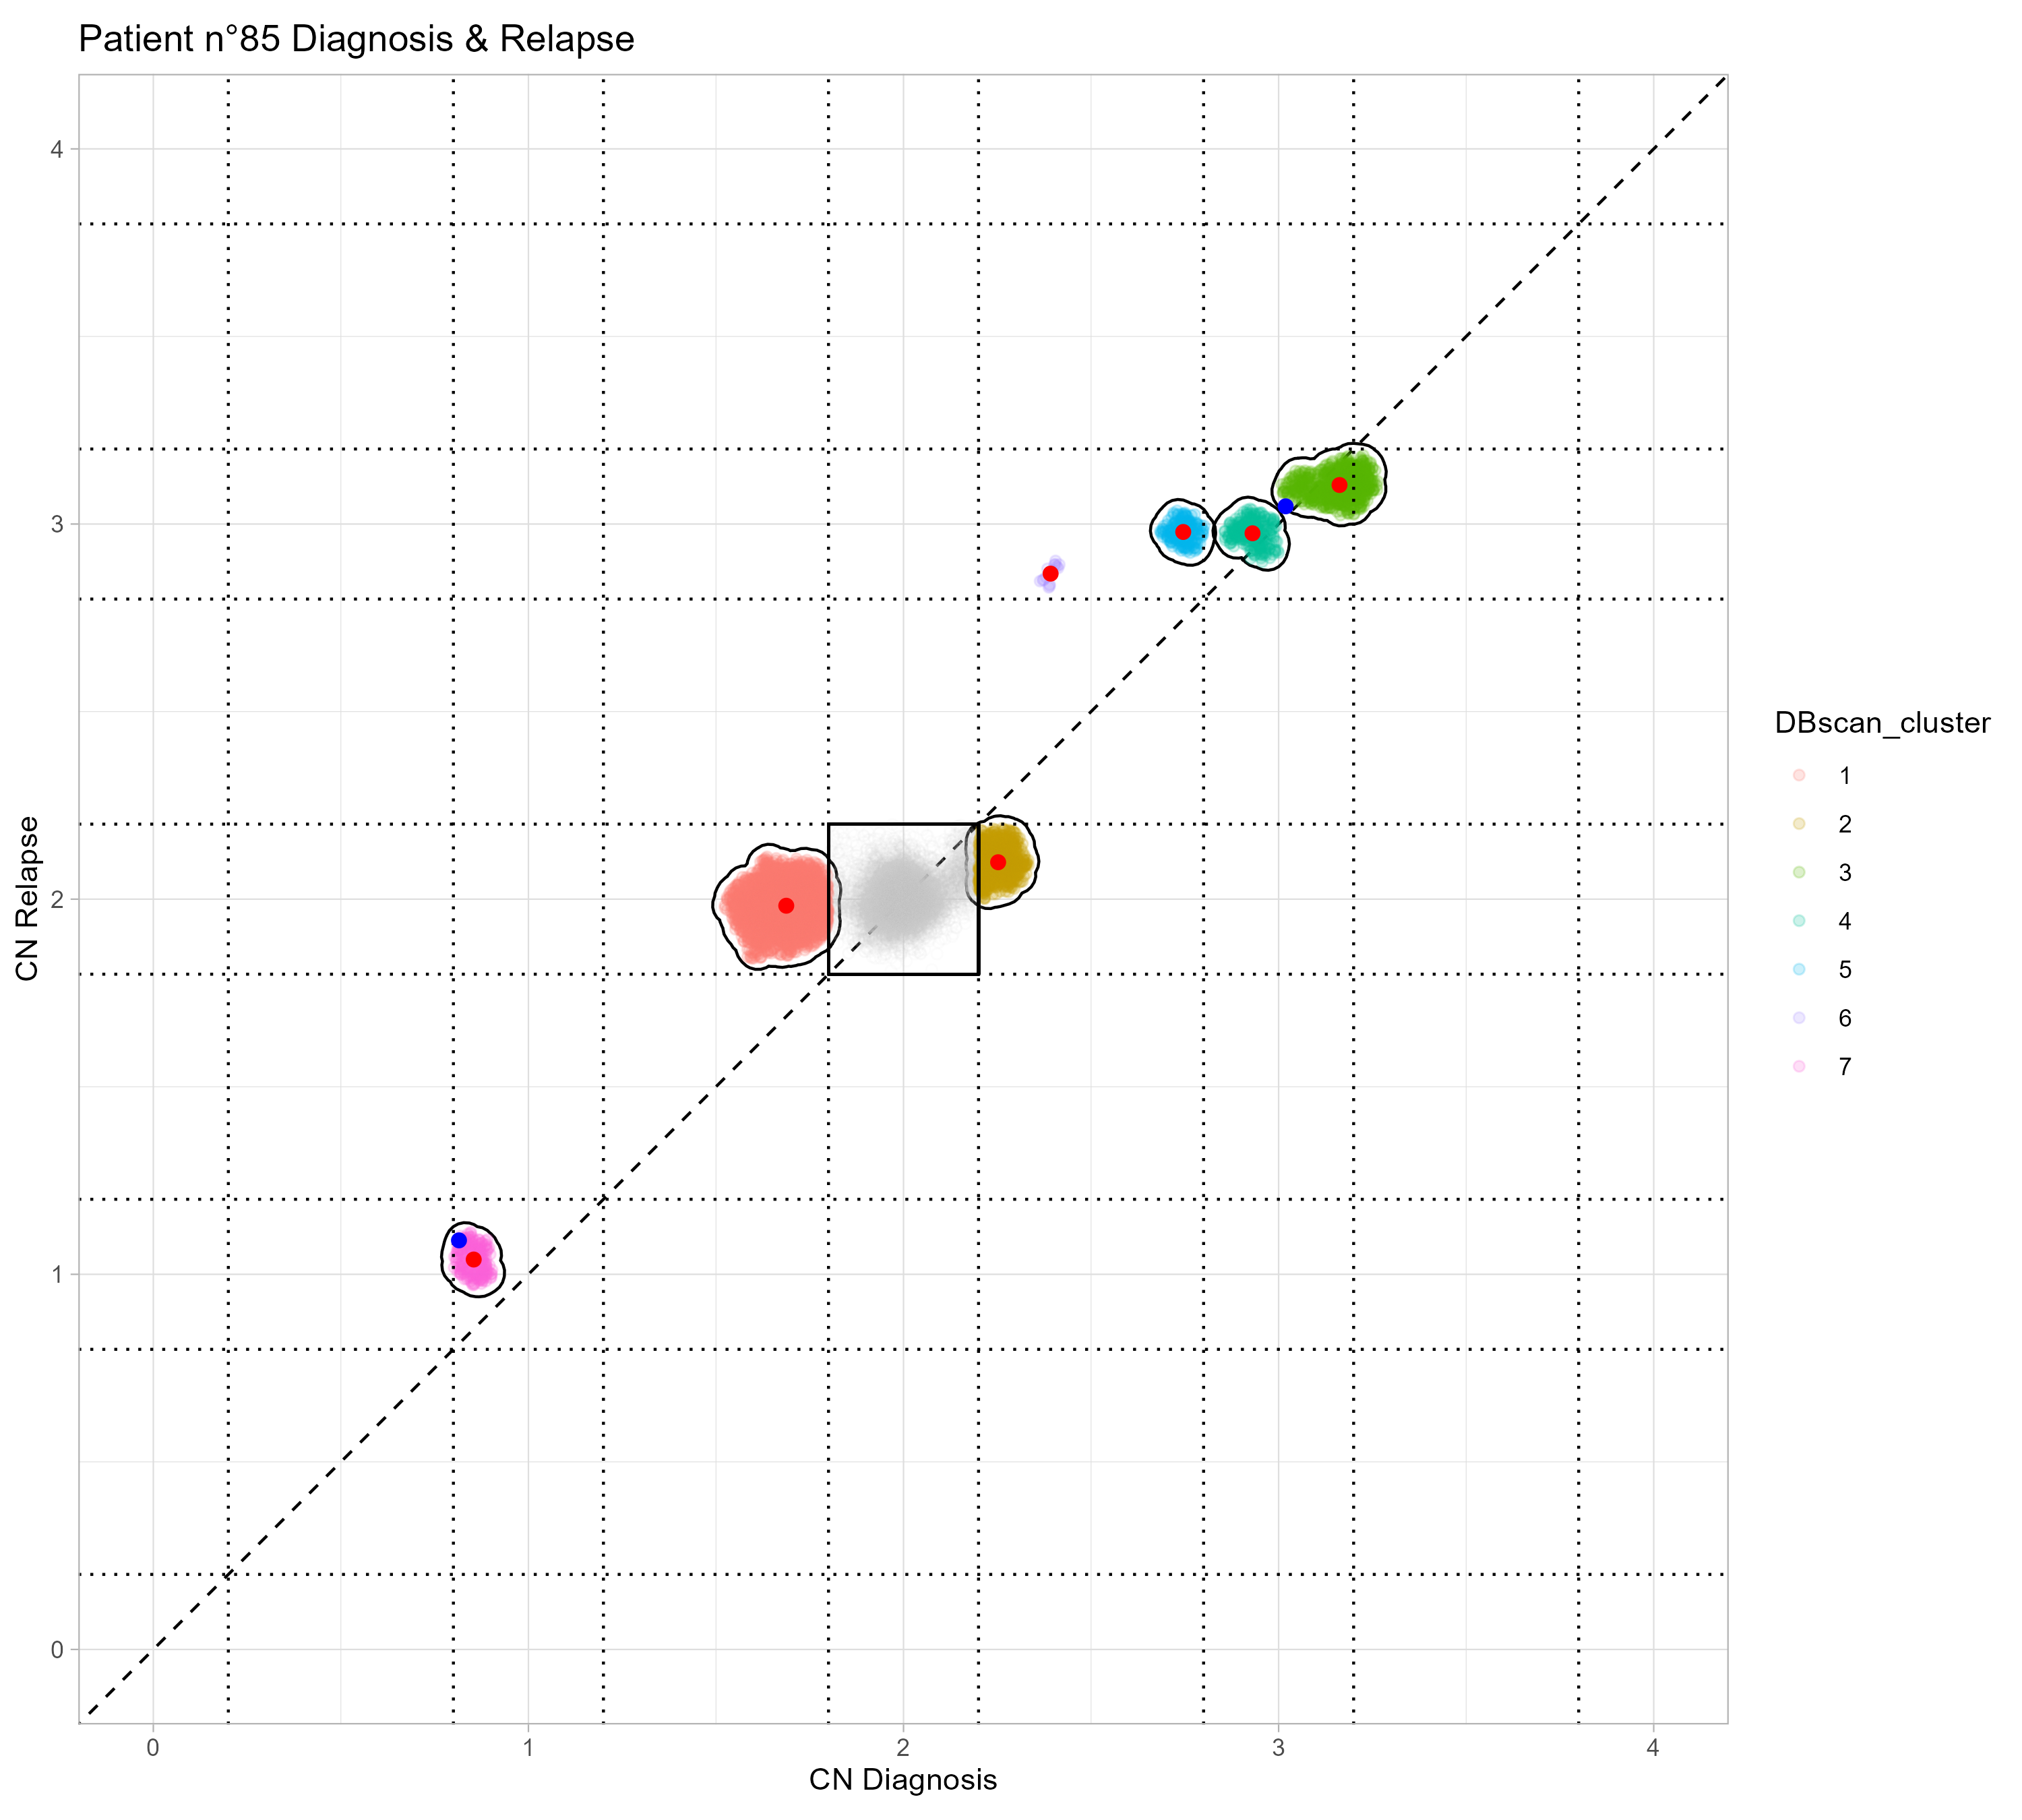 Patient n°85 Diagnosis & Relapse
4
3
2
1
0
CN Relapse
0 1 2 3 4
CN Diagnosis
DBscan_cluster
1
2
3
4
5
6
7